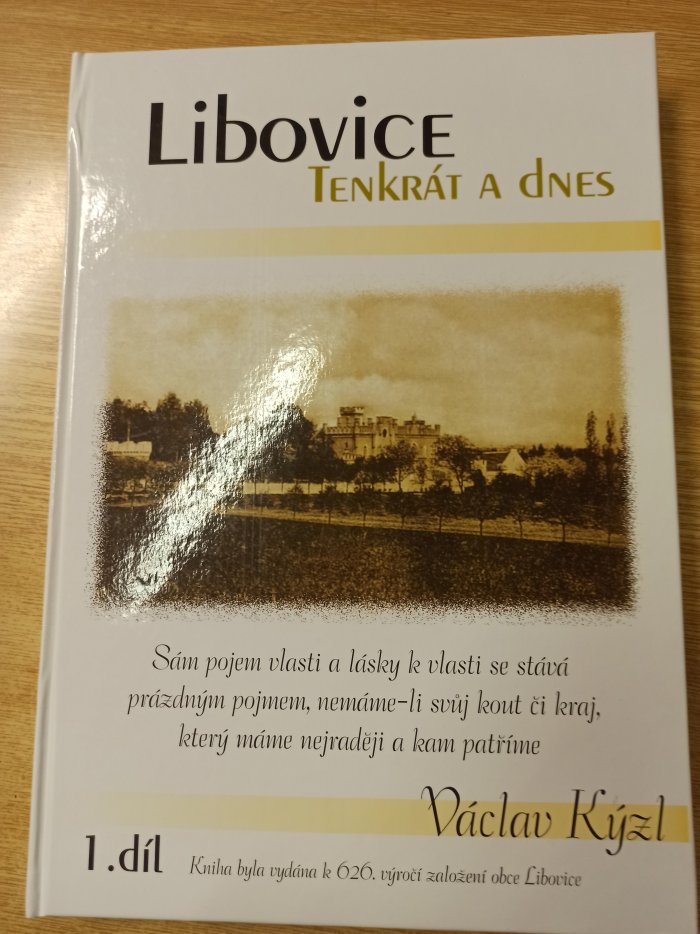 Libovice
Tenkrát a dnes
Sám pojem vlasti a lásky k vlasti se stává
prázdným pojmem, nemáme-li svůj kout či kraj,
který máme nejraději a kam patříme
Václav Kýzl
1.díl
Kniha byla vydána k 626. výročí založení obce Libovice